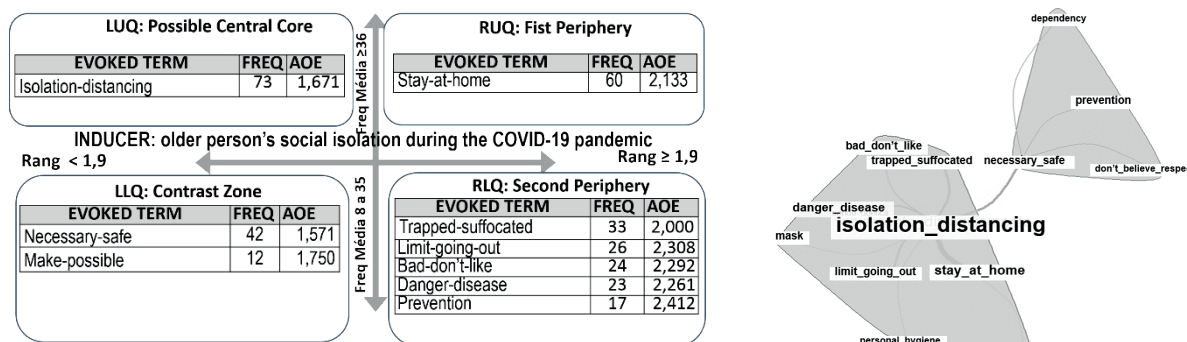 LUQ: Possible Central Core
EVOKED TERM FREQ AOE
Isolation-distancing 73 1,671
RUQ: Fist Periphery
EVOKED TERM FREQ AOE
Stay-at-home 60 2,133
Freq Média ≥36
INDUCER: older person's social isolation during the COVID-19 pandemic
Rang < 1,9
Rang ≥ 1,9
LLQ: Contrast Zone
EVOKED TERM FREQ AOE
Necessary-safe 42 1,571
Make-possible 12 1,750
Freq Média 8 a 35
RLQ: Second Periphery
EVOKED TERM FREQ AOE
Trapped-suffocated 33 2,000
Limit-going-out 26 2,308
Bad-don't-like 24 2,292
Danger-disease 23 2,261
Prevention 17 2,412
dependency
prevention
bad_don't_like
trapped_suffocated
necessary_safe
don't_believe_respe
danger_disease
isolation_distancing
mask
limit_going_out
stay_at_home
personal_hygiene